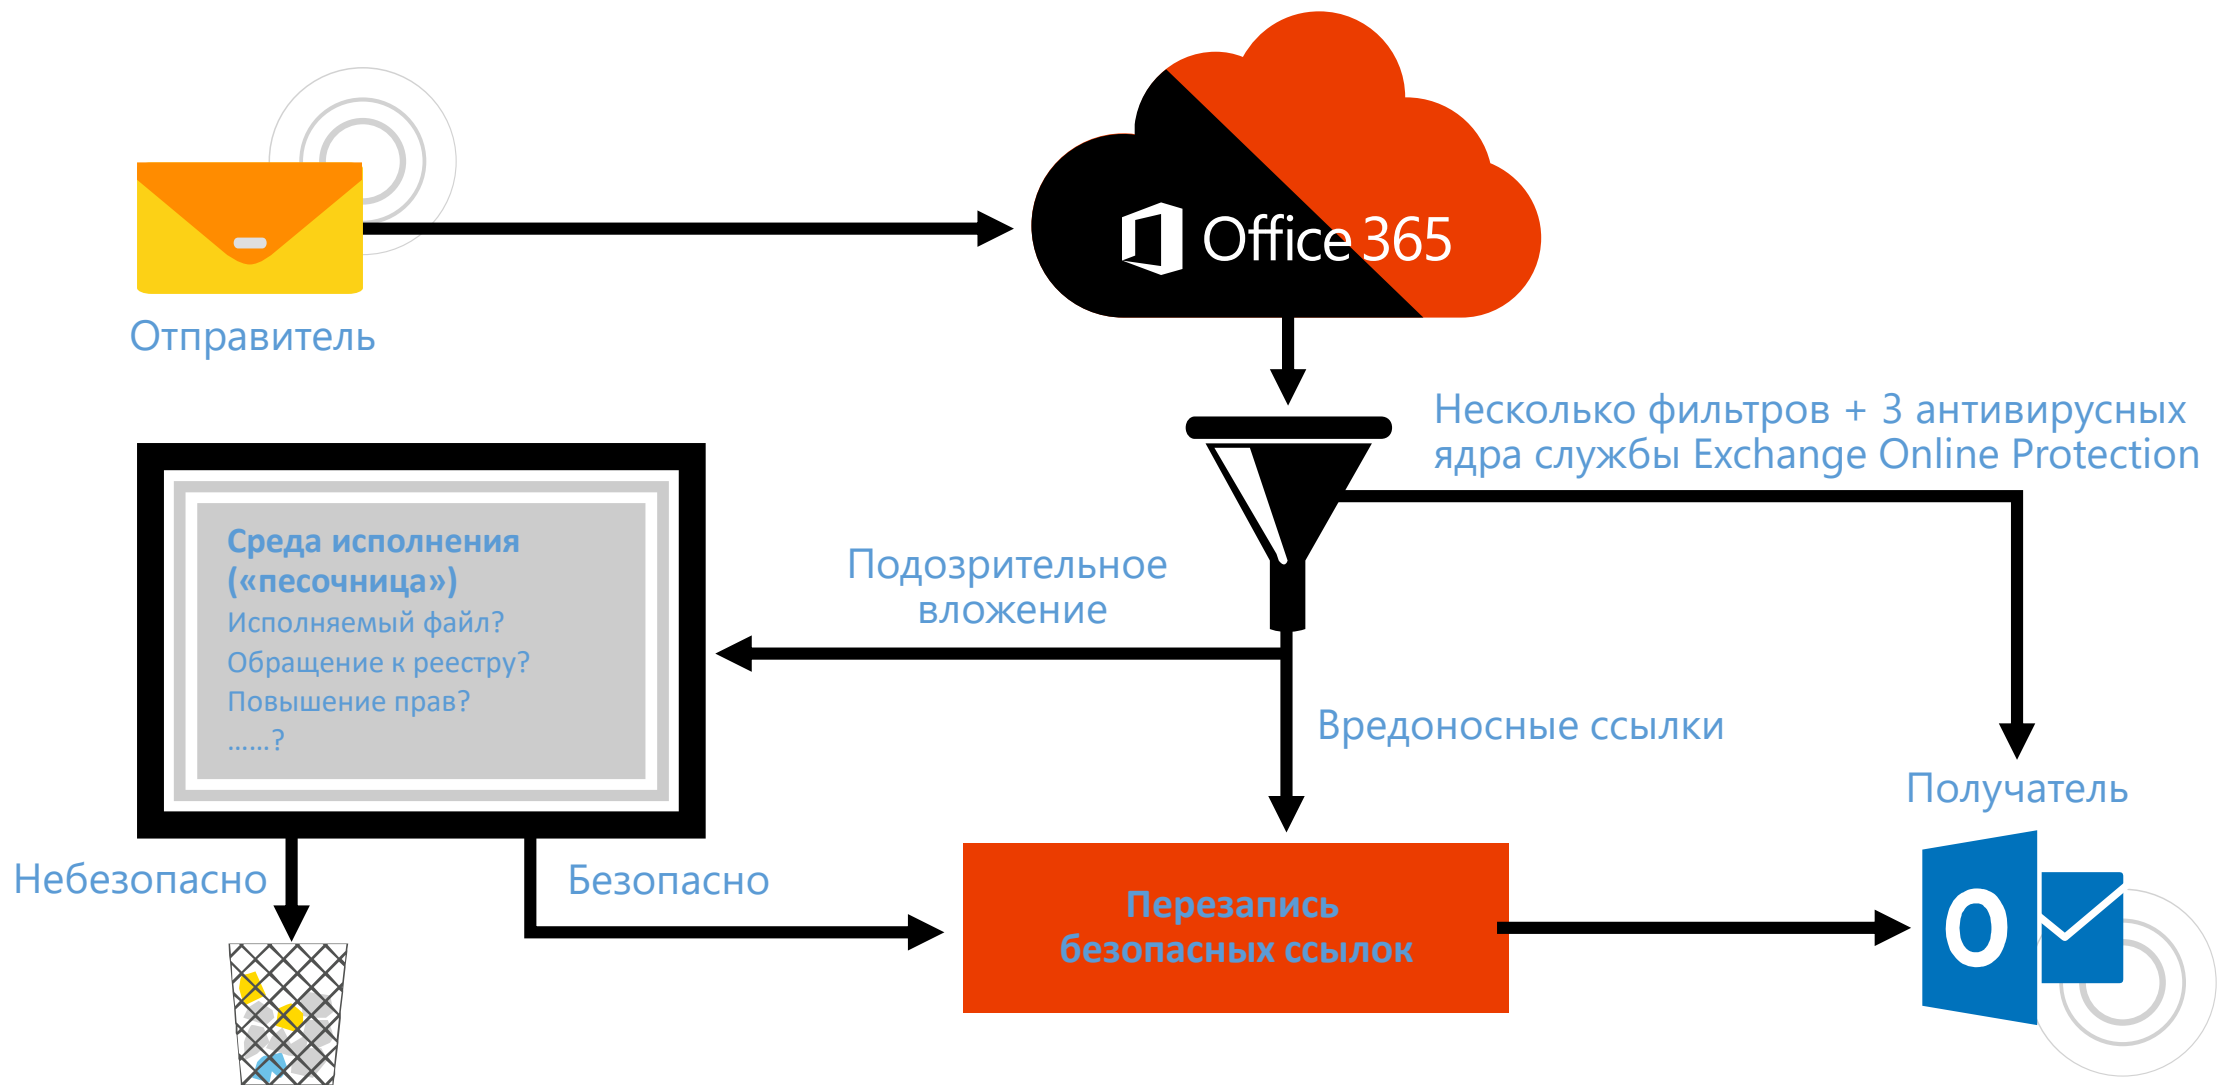 Office 365
Отправитель
Несколько фильтров + 3 антивирусных
ядра службы Exchange Online Protection
Среда исполнения
(«песочница»)
Исполняемый файл?
Обращение к реестру?
Повышение прав?
......?
Подозрительное
вложение
Вредоносные ссылки
Получатель
Небезопасно
Безопасно
Перезапись
безопасных ссылок